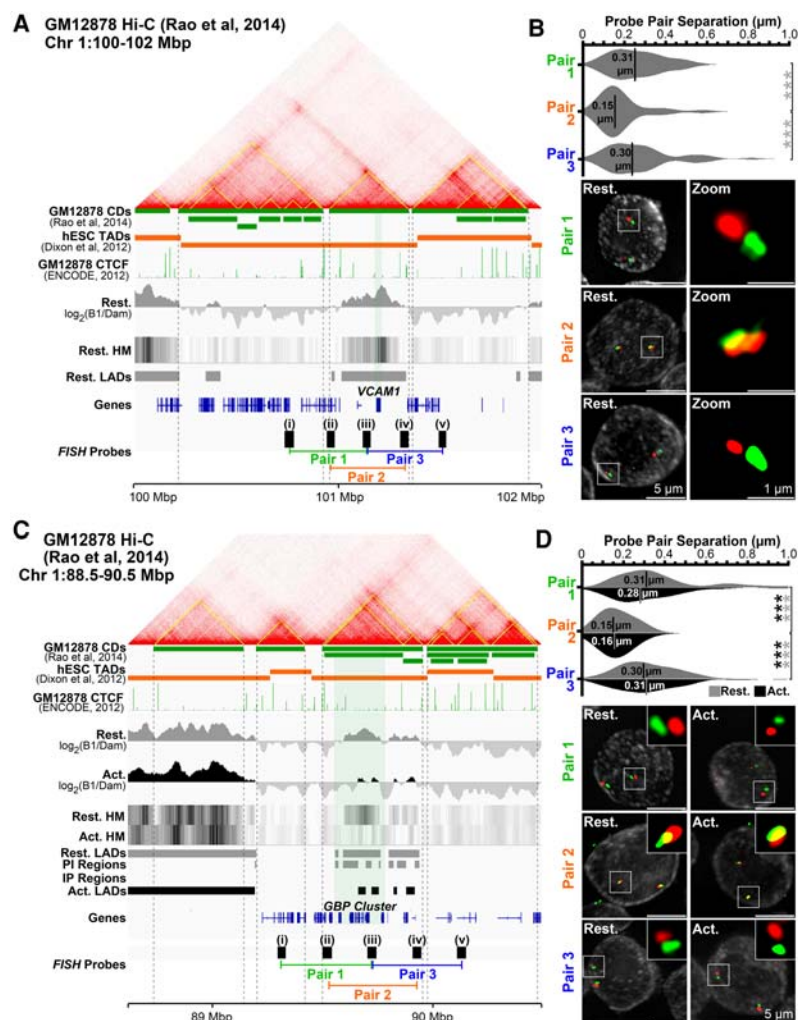 A
GM12878 Hi-C (Rao et al, 2014)
Chr 1:100-102 Mbp
GM12878 CDs
(Rao et al, 2014)
hESC TADs
(Dixon et al, 2012)
GM12878 CTCF
(ENCODE, 2012)
Rest.
log2(B1/Dam)
Rest. HM
Rest. LADs
VCAM1
Genes
(i) (ii) (iii) (iv) (v)
FISH Probes
Pair 1 Pair 3
Pair 2
100 Mbp 101 Mbp 102 Mbp
B
Probe Pair Separation (μm)
0.0 0.2 0.4 0.6 0.8 1.0
Pair 1
0.31 μm
Pair 2
0.15 μm
Pair 3
0.30 μm
***
***
Pair 1
Rest. Zoom
Pair 2
Zoom
Pair 3
Zoom
5 μm 1 μm
C
GM12878 Hi-C
(Rao et al, 2014)
Chr 1:88.5-90.5 Mbp
GM12878 CDs
(Rao et al, 2014)
hESC TADs
(Dixon et al, 2012)
GM12878 CTCF
(ENCODE, 2012)
Rest.
log2(B1/Dam)
Act.
log2(B1/Dam)
Rest HM
Act. HM
Rest. LADs
PI Regions
IP Regions
Act. LADs
GBP Cluster
Genes
(i) (ii) (iii) (iv) (v)
FISH Probes
Pair 1 Pair 3
Pair 2
89 Mbp 90 Mbp
D
Probe Pair Separation (μm)
0.0 0.2 0.4 0.6 0.8 1.0
Pair 1
0.31 μm
0.28 μm
Pair 2
0.15 μm
0.16 μm
Pair 3
0.30 μm
0.31 μm
***
***
***
***
Rest. Act.
Pair 1
Rest. Act.
Pair 2
Rest. Act.
Pair 3
Rest. Act.
5 μm